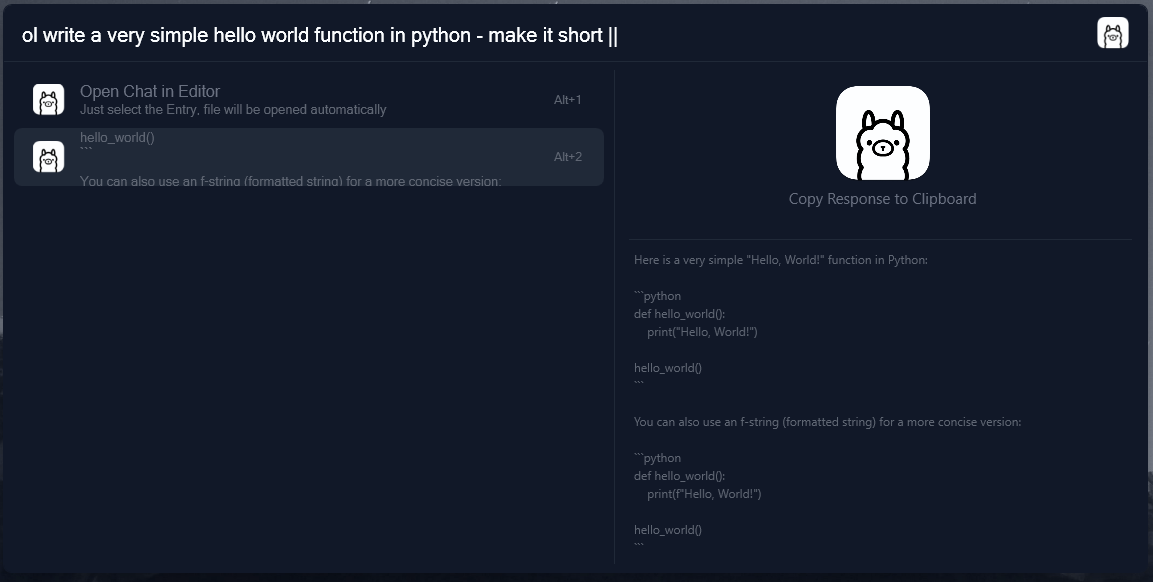 ol write a very simple hello world function in python - make it short ||
Open Chat in Editor
Just select the Entry, file will be opened automatically
Alt+1
hello_world()
```
Alt+2
You can also use an f-string (formatted string) for a more concise version:
Copy Response to Clipboard
Here is a very simple "Hello, World!" function in Python:
```python
def hello_world():
    print("Hello, World!")
hello_world()
```
You can also use an f-string (formatted string) for a more concise version:
```python
def hello_world():
    print(f"Hello, World!")
hello_world()
```